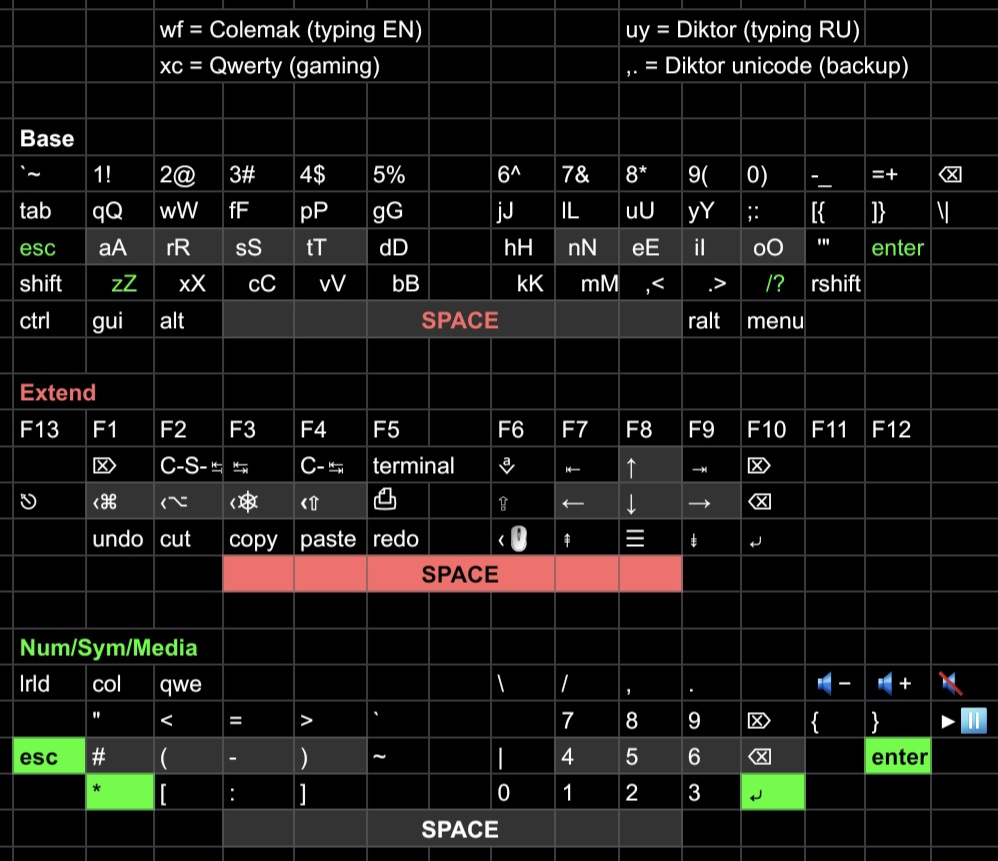 wf = Colemak (typing EN) uy = Diktor (typing RU)
xc = Qwerty (gaming) ,. = Diktor unicode (backup)
Base
`~ 1! 2@ 3# 4$ 5% 6^ 7& 8* 9( 0) -_ =+ ⌫
tab qQ wW fF pP gG jJ lL uU yY ;: [{ ]} \|
esc aA rR sS tT dD hH nN eE iI oO '" enter
shift zZ xX cC vV bB kK mM ,< .> /? rshift
ctrl gui alt SPACE ralt menu
Extend
F13 F1 F2 F3 F4 F5 F6 F7 F8 F9 F10 F11 F12
⌦ C-S-↹ ↹ C-↹ terminal ⇤ ↑ ⇥ ⌦
⎋ ‹⌘ ‹⌥ ‹⎈ ‹⇧ ⎙ ⇪ ← ↓ → ⌫
undo cut copy paste redo ‹🖱 ⇞ ☰ ⇟ ⏎
SPACE
Num/Sym/Media
lrld col qwe \ / , . 🔈− 🔈+ 🔇
" < = > ` 7 8 9 ⌦ { } ▶⏸
esc # ( - ) ~ | 4 5 6 ⌫ enter
* [ : ] 0 1 2 3 ⏎
SPACE